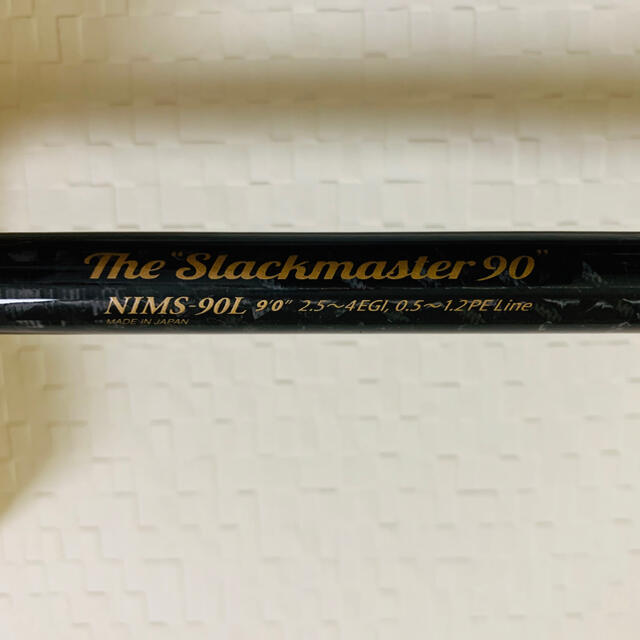 The "Slackmaster 90"
NIMS-90L 9'0" 2.5～4EGI, 0.5～1.2PE Line
MADE IN JAPAN